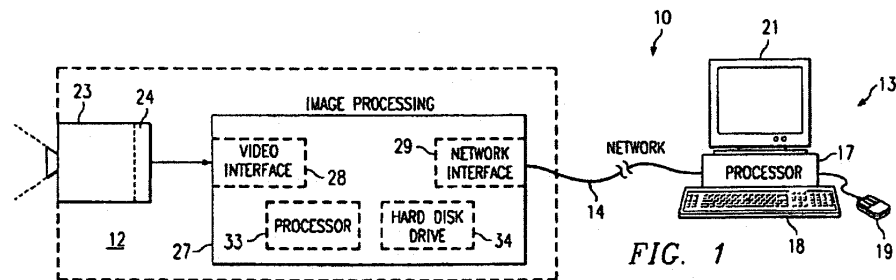 10
21
13
23
24
IMAGE PROCESSING
VIDEO
INTERFACE
28
29
NETWORK
INTERFACE
NETWORK
14
PROCESSOR
17
12
27
33
PROCESSOR
HARD DISK
DRIVE
34
18
19
FIG. 1